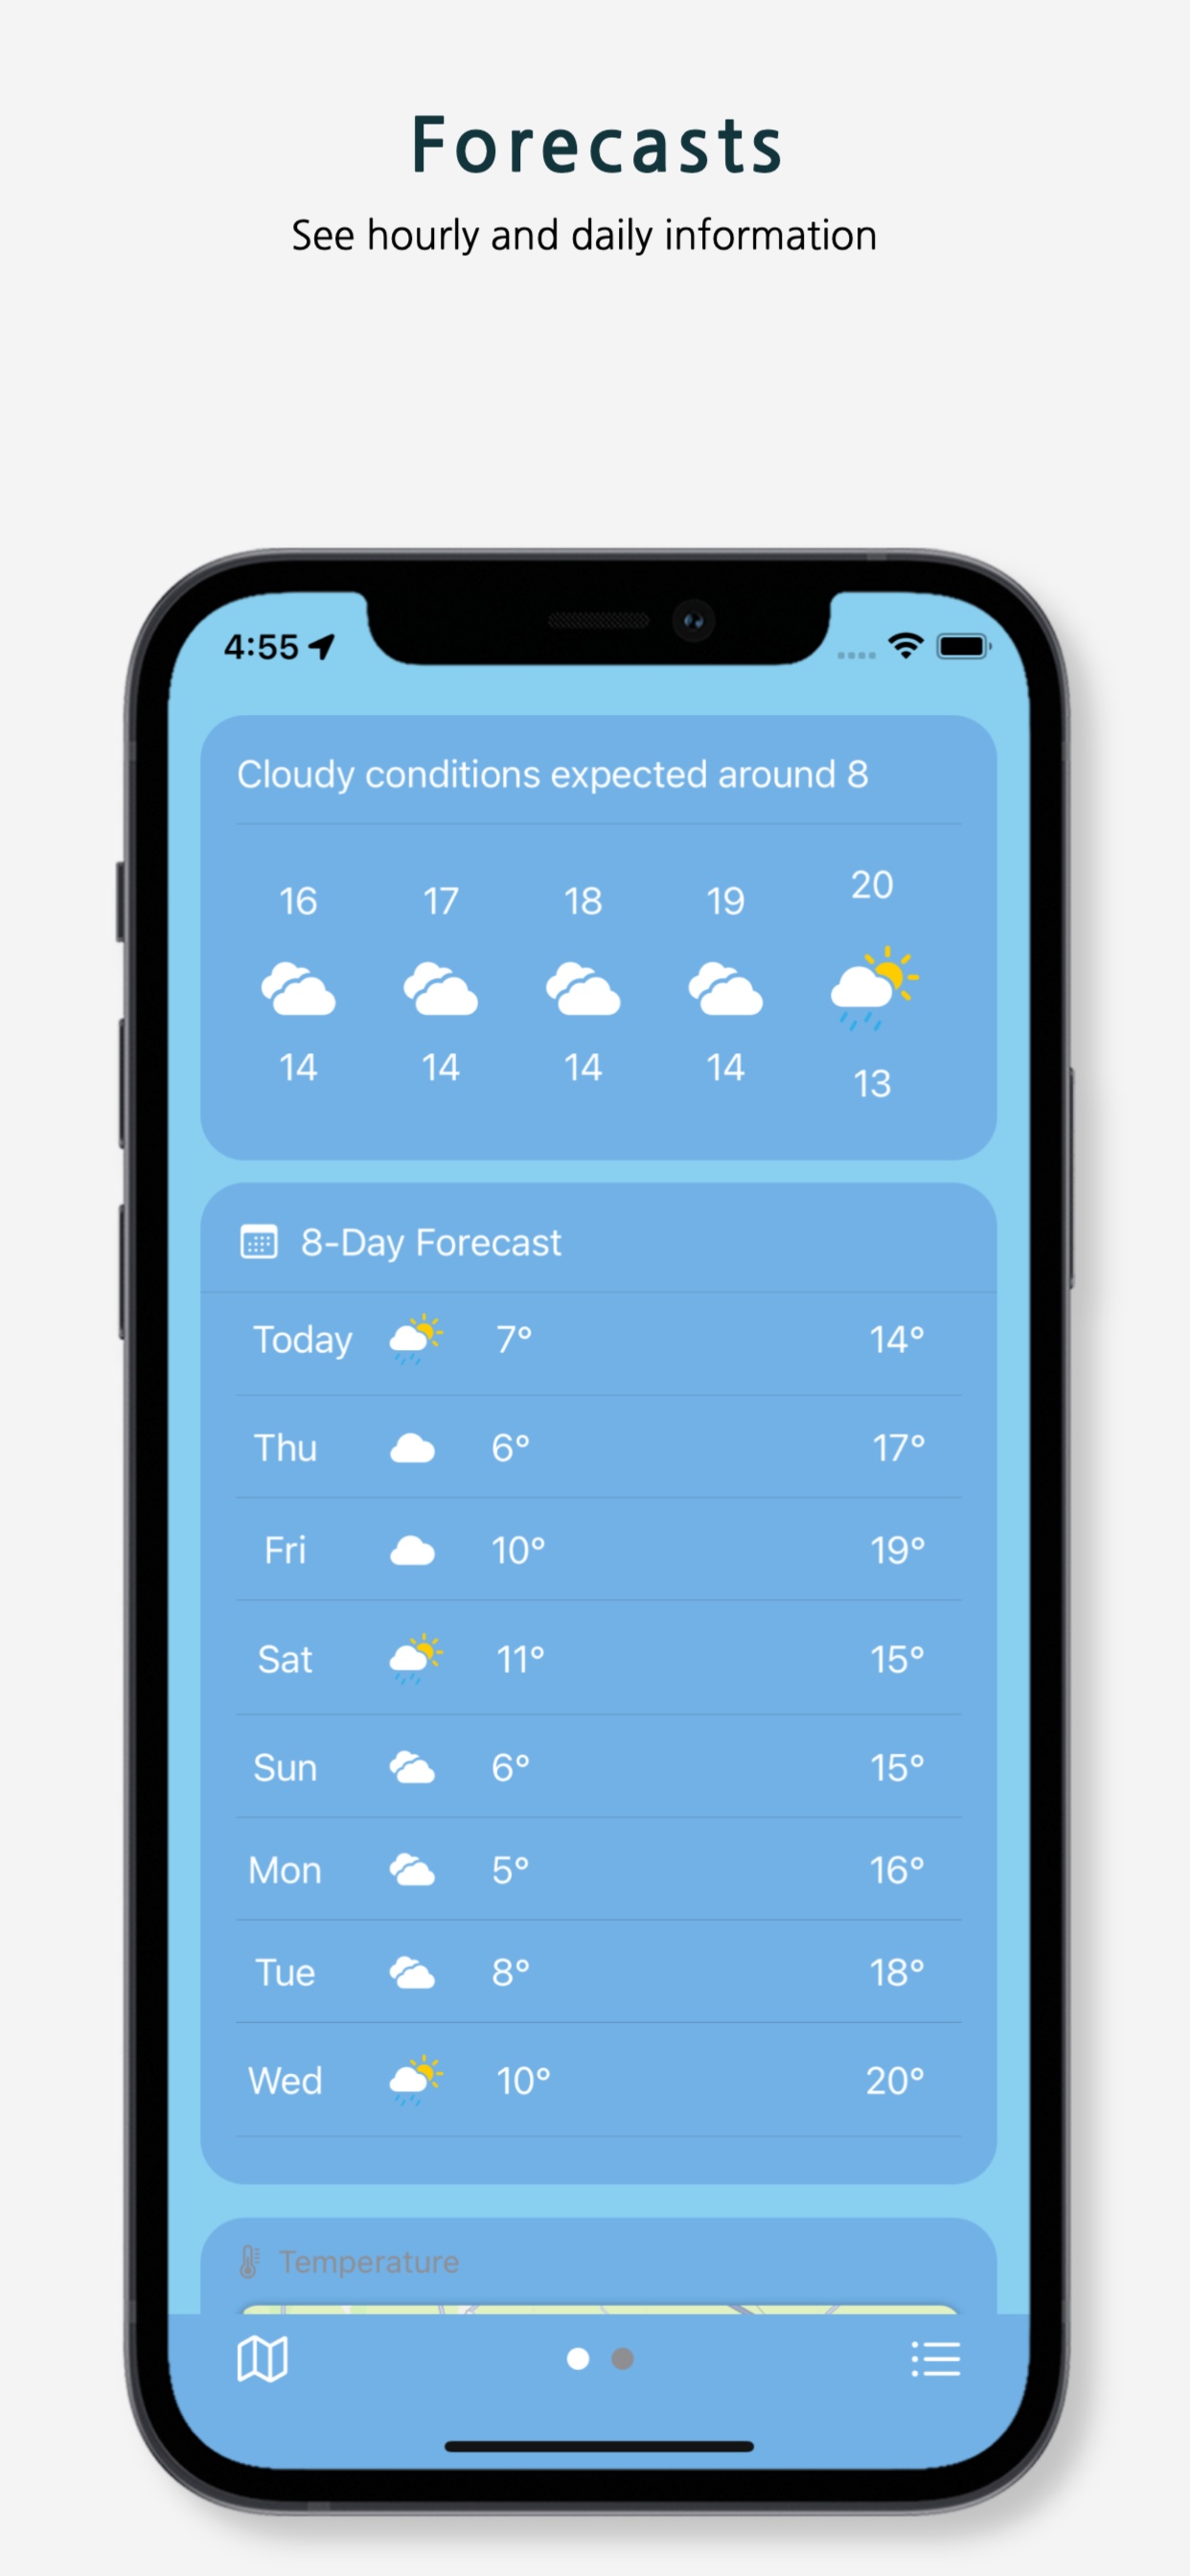 Forecasts
See hourly and daily information
4:55
Cloudy conditions expected around 8
16 17 18 19 20
14 14 14 14 13
8-Day Forecast
Today 7° 14°
Thu 6° 17°
Fri 10° 19°
Sat 11° 15°
Sun 6° 15°
Mon 5° 16°
Tue 8° 18°
Wed 10° 20°
Temperature